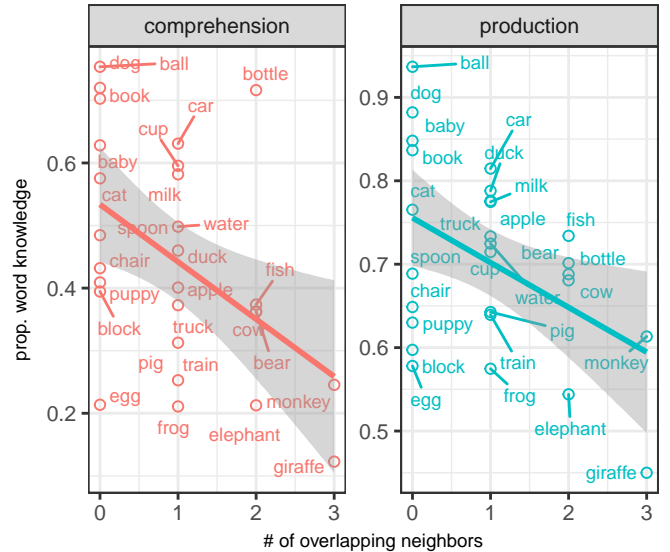 comprehension
production
prop. word knowledge
0.6
0.4
0.2
dog
ball
book
bottle
car
cup
baby
cat
milk
spoon
water
duck
chair
fish
apple
puppy
block
cow
truck
bear
pig
train
egg
monkey
frog
elephant
giraffe
0 1 2 3
0.9
0.8
0.7
0.6
0.5
ball
dog
baby
car
book
duck
cat
milk
truck
apple
fish
spoon
bear
bottle
cup
chair
water
cow
puppy
pig
block
train
monkey
egg
frog
elephant
giraffe
0 1 2 3
# of overlapping neighbors